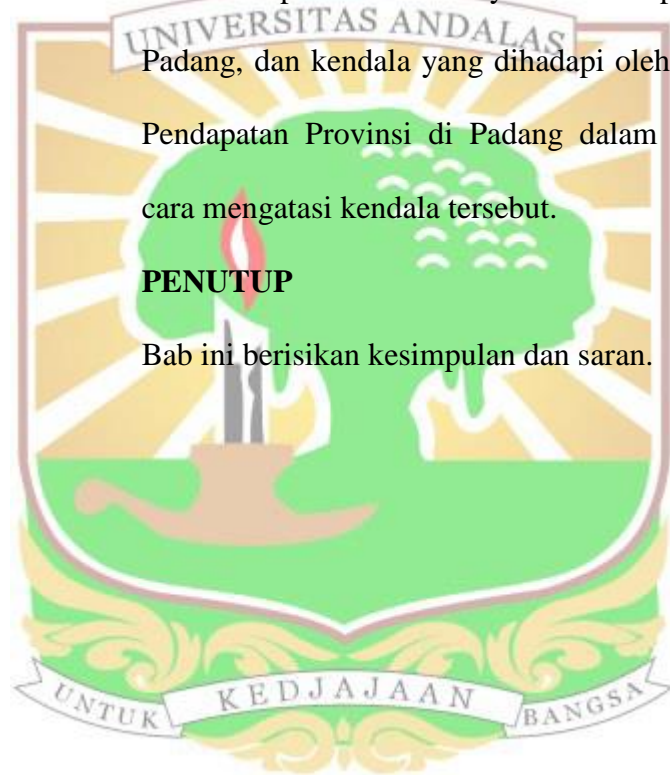 UNIVERSITAS ANDALAS
Padang, dan kendala yang dihadapi oleh
Pendapatan Provinsi di Padang dalam
cara mengatasi kendala tersebut.
PENUTUP
Bab ini berisikan kesimpulan dan saran.
UNTUK KEDJAJAAN BANGSA